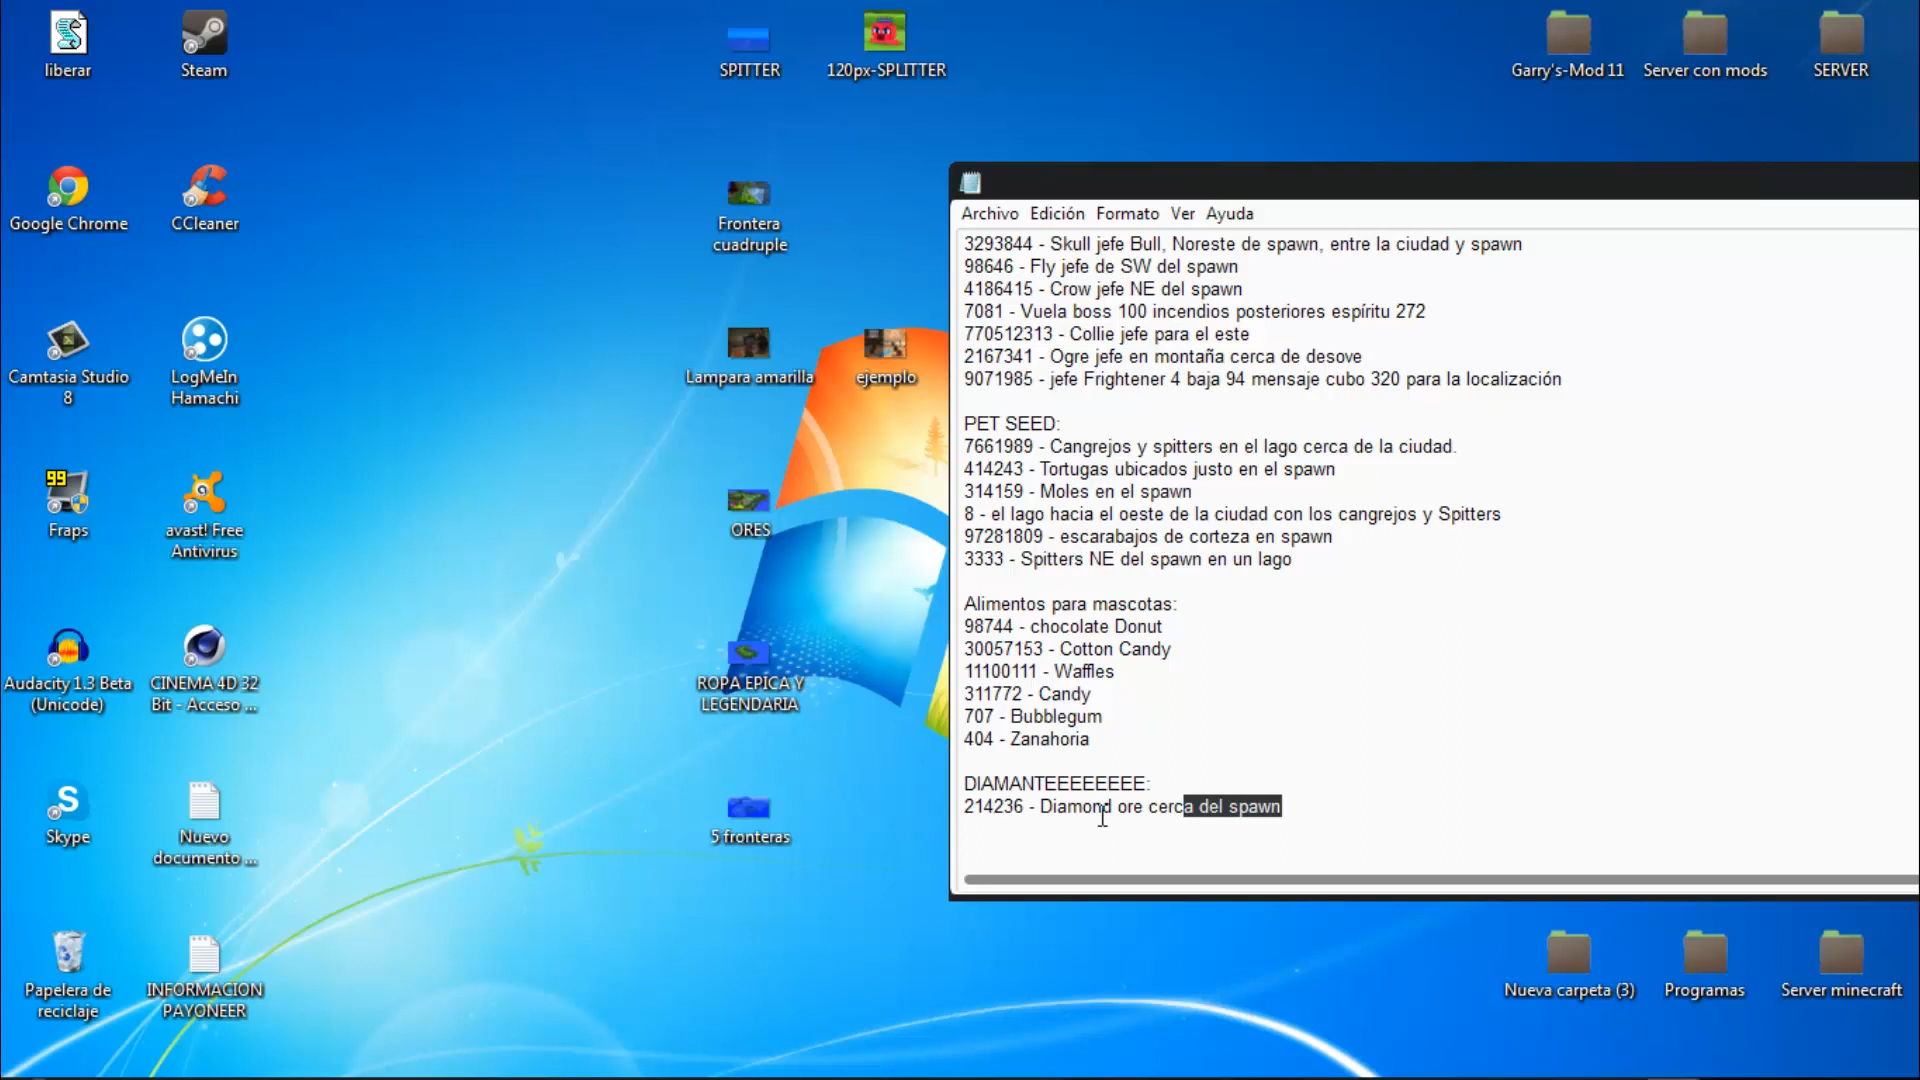 liberar
Steam
SPITTER
120px-SPLITTER
Garry's-Mod 11
Server con mods
SERVER
Google Chrome
CCleaner
Frontera
cuadruple
Camtasia Studio
8
LogMeIn
Hamachi
Lampara amarilla
ejemplo
99
Fraps
avast! Free
Antivirus
ORES
Audacity 1.3 Beta
(Unicode)
CINEMA 4D 32
Bit - Acceso ...
ROPA EPICA Y
LEGENDARIA
Skype
Nuevo
documento ...
5 fronteras
Papelera de
reciclaje
INFORMACION
PAYONEER
Nueva carpeta (3)
Programas
Server minecraft
Archivo Edición Formato Ver Ayuda
3293844 - Skull jefe Bull, Noreste de spawn, entre la ciudad y spawn
98646 - Fly jefe de SW del spawn
4186415 - Crow jefe NE del spawn
7081 - Vuela boss 100 incendios posteriores espíritu 272
770512313 - Collie jefe para el este
2167341 - Ogre jefe en montaña cerca de desove
9071985 - jefe Frightener 4 baja 94 mensaje cubo 320 para la localización
PET SEED:
7661989 - Cangrejos y spitters en el lago cerca de la ciudad.
414243 - Tortugas ubicados justo en el spawn
314159 - Moles en el spawn
8 - el lago hacia el oeste de la ciudad con los cangrejos y Spitters
97281809 - escarabajos de corteza en spawn
3333 - Spitters NE del spawn en un lago
Alimentos para mascotas:
98744 - chocolate Donut
30057153 - Cotton Candy
11100111 - Waffles
311772 - Candy
707 - Bubblegum
404 - Zanahoria
DIAMANTEEEEEEEE:
214236 - Diamond ore cerca del spawn